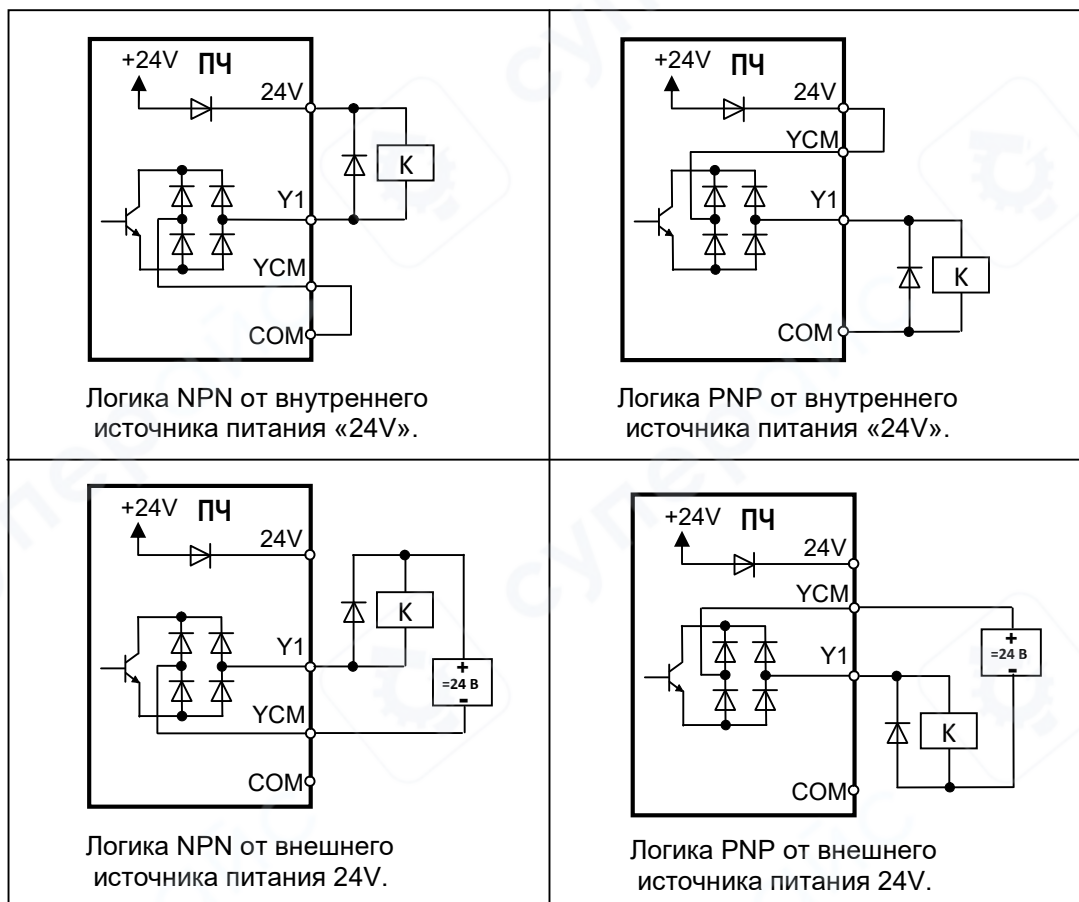 +24V ПЧ
24V
K
Y1
YCM
COM
Логика NPN от внутреннего
источника питания «24V».
+24V ПЧ
24V
YCM
Y1
K
COM
Логика PNP от внутреннего
источника питания «24V».
+24V ПЧ
24V
K
Y1
+
=24 В
-
YCM
COM
Логика NPN от внешнего
источника питания 24V.
+24V ПЧ
24V
YCM
+
=24 В
-
Y1
K
COM
Логика PNP от внешнего
источника питания 24V.